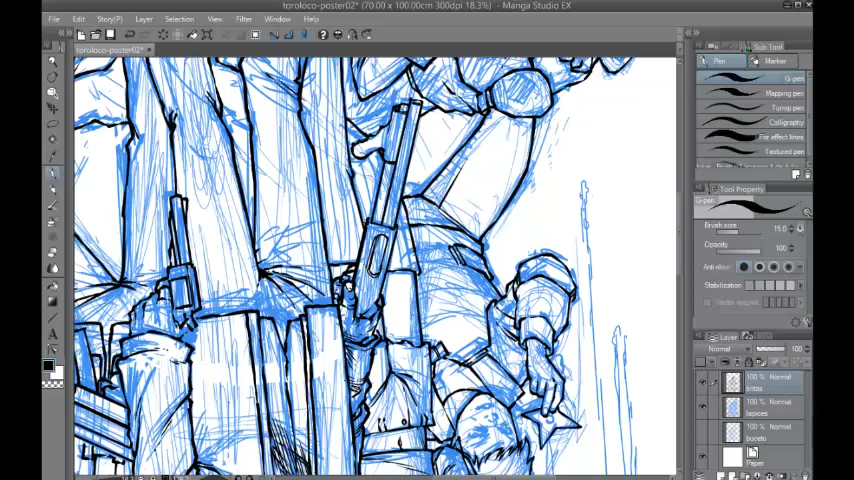 toroloco-poster02* (70.00 x 100.00cm 300dpi 18.3%) - Manga Studio EX
File Edit Story(P) Layer Selection View Filter Window Help
toroloco-poster02*
Sub Tool
Pen Marker
G-pen
Mapping pen
Turnip pen
Calligraphy
For effect lines
Textured pen
Tool Property
G-pen
Brush size 15.0
Opacity 100
Stabilization
Vector magnet
Layer
Normal 100
100 % Normal
tintas
100 % Normal
lapices
100 % Normal
boceto
Paper